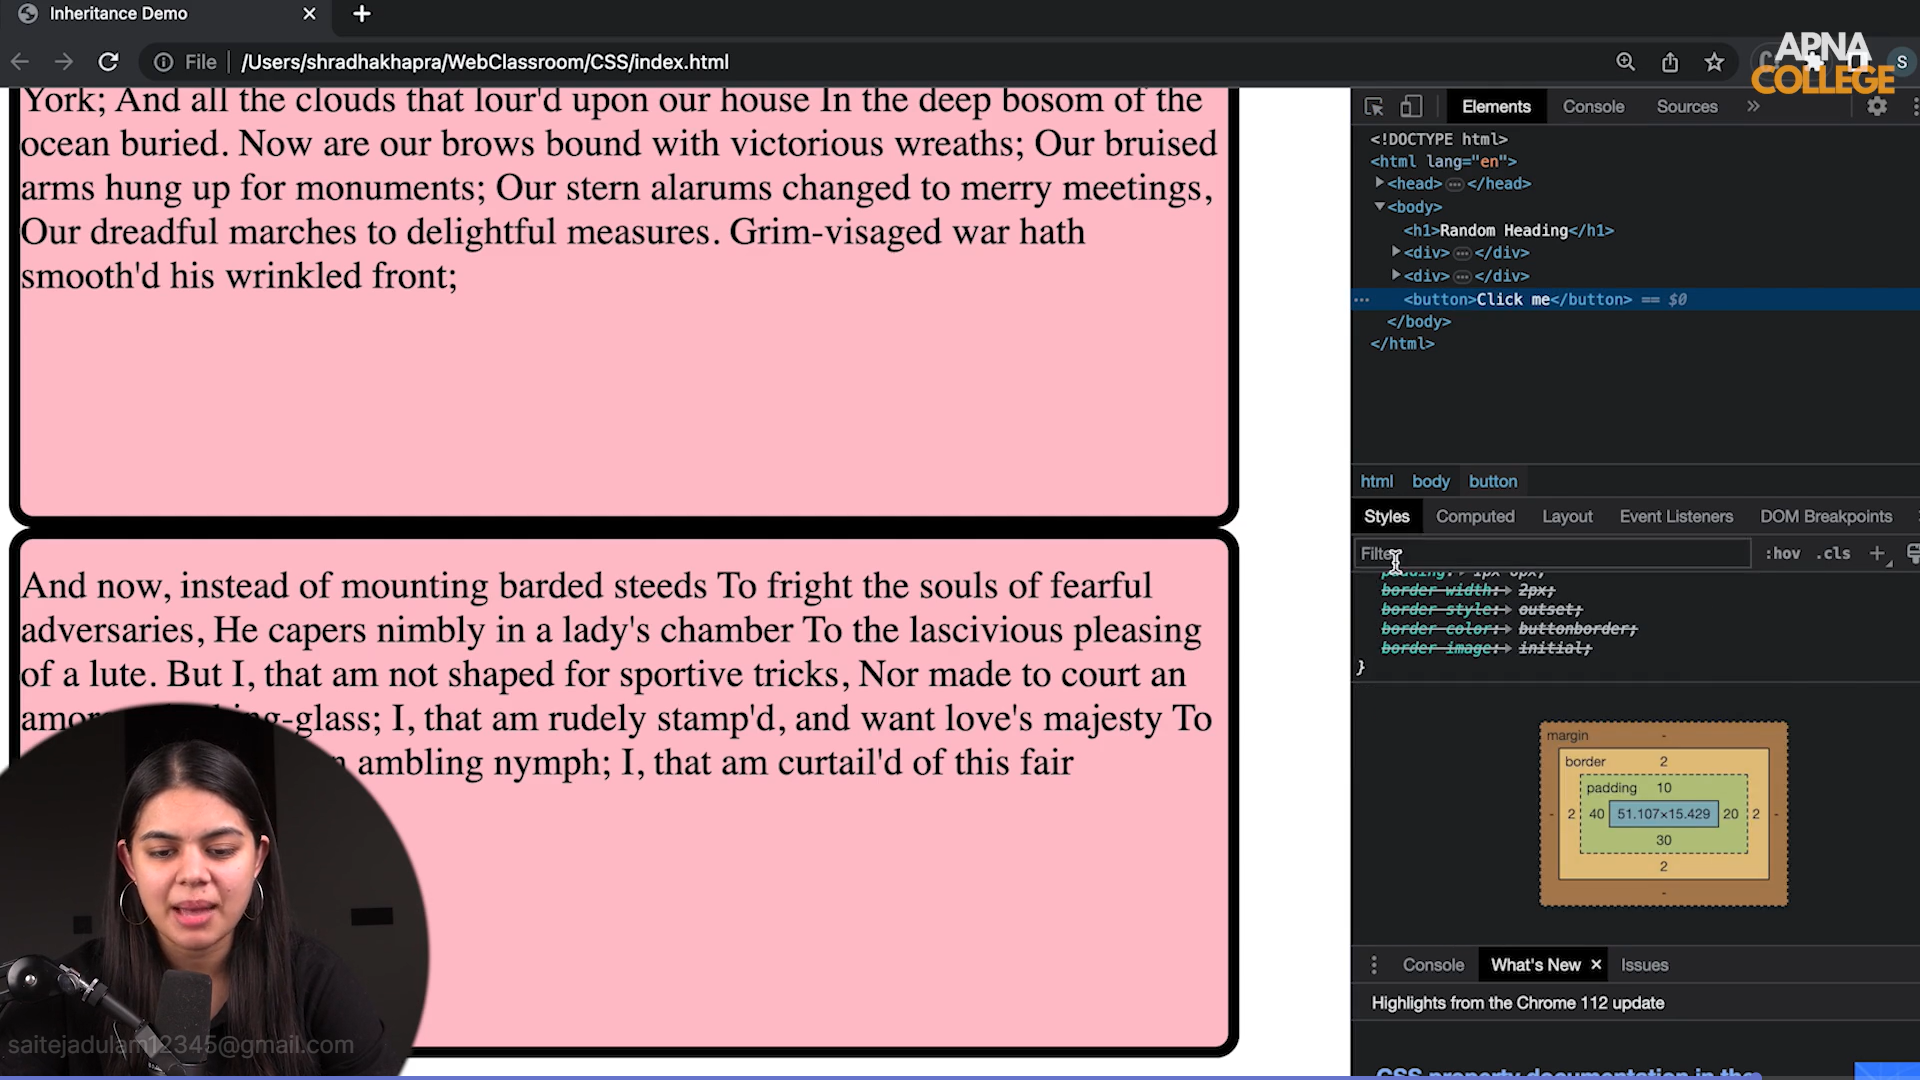 Inheritance Demo
File /Users/shradhakhapra/WebClassroom/CSS/index.html
S
APNA
COLLEGE
York; And all the clouds that lour'd upon our house In the deep bosom of the
ocean buried. Now are our brows bound with victorious wreaths; Our bruised
arms hung up for monuments; Our stern alarums changed to merry meetings,
Our dreadful marches to delightful measures. Grim-visaged war hath
smooth'd his wrinkled front;
And now, instead of mounting barded steeds To fright the souls of fearful
adversaries, He capers nimbly in a lady's chamber To the lascivious pleasing
of a lute. But I, that am not shaped for sportive tricks, Nor made to court an
glass; I, that am rudely stamp'd, and want love's majesty To
ambling nymph; I, that am curtail'd of this fair
saitejadulam12345@gmail.com
Elements Console Sources »
<!DOCTYPE html>
<html lang="en">
<head> ⋯ </head>
<body>
<h1>Random Heading</h1>
<div> ⋯ </div>
<div> ⋯ </div>
<button>Click me</button> == $0
</body>
</html>
html body button
Styles Computed Layout Event Listeners DOM Breakpoints
Filter :hov .cls +
padding: 1px 6px;
border-width: 2px;
border-style: outset;
border-color: buttonborder;
border-image: initial;
}
margin -
border 2
padding 10
- 2 40 51.107×15.429 20 2 -
30
2
-
Console What's New × Issues
Highlights from the Chrome 112 update
CSS property documentation in the